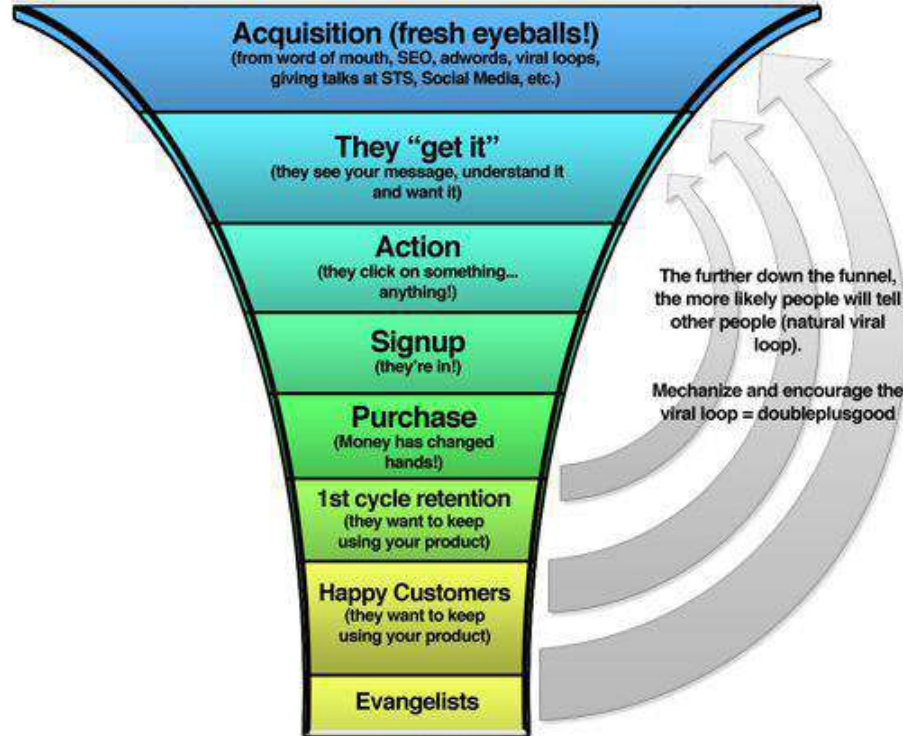 Acquisition (fresh eyeballs!)
(from word of mouth, SEO, adwords, viral loops,
giving talks at STS, Social Media, etc.)
They “get it”
(they see your message, understand it
and want it)
Action
(they click on something...
anything!)
Signup
(they're in!)
Purchase
(Money has changed
hands!)
1st cycle retention
(they want to keep
using your product)
Happy Customers
(they want to keep
using your product)
Evangelists
The further down the funnel,
the more likely people will tell
other people (natural viral
loop).
Mechanize and encourage the
viral loop = doubleplusgood